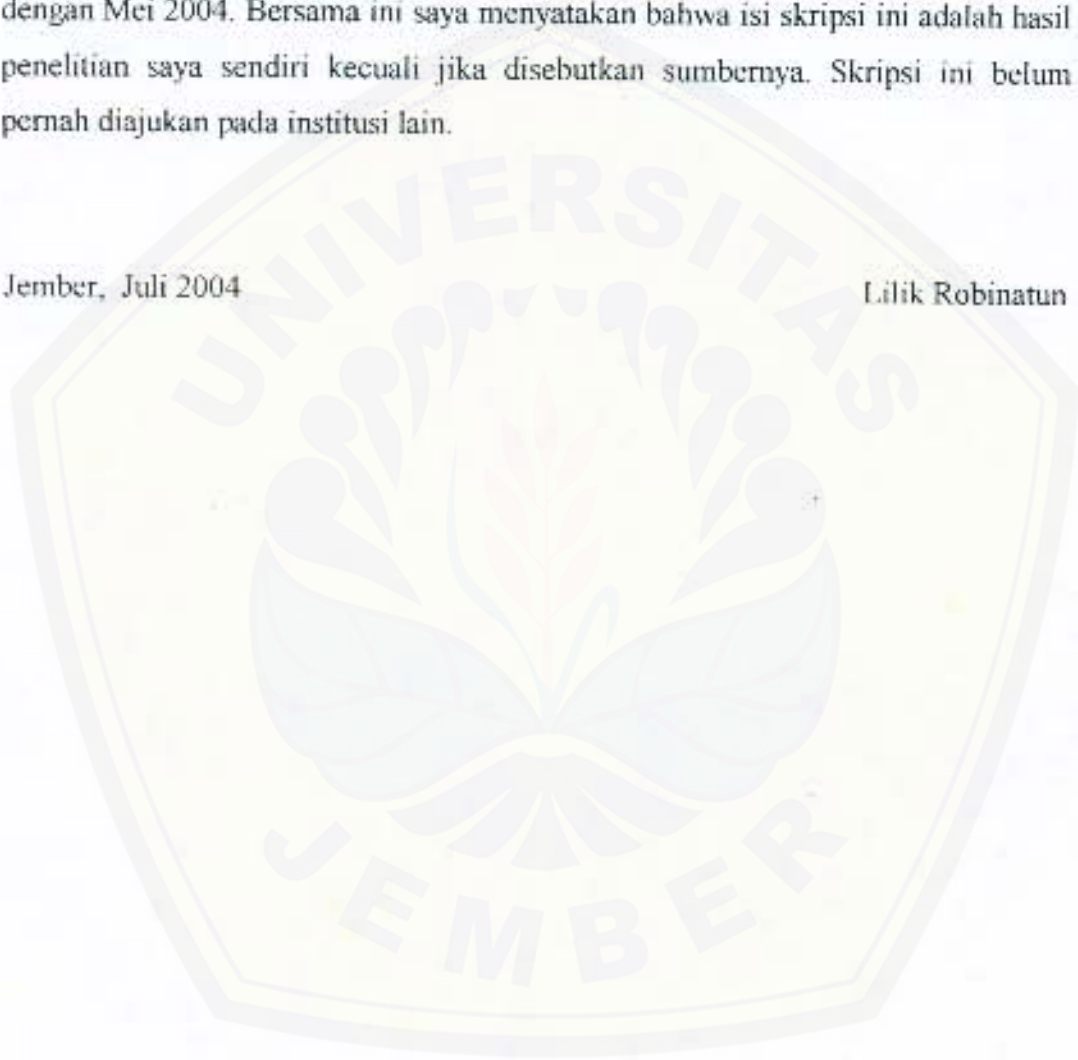 dengan Mei 2004. Bersama ini saya menyatakan bahwa isi skripsi ini adalah hasil
penelitian saya sendiri kecuali jika disebutkan sumbernya. Skripsi ini belum
pernah diajukan pada institusi lain.
Jember, Juli 2004
Lilik Robinatun
UNIVERSITAS
JEMBER